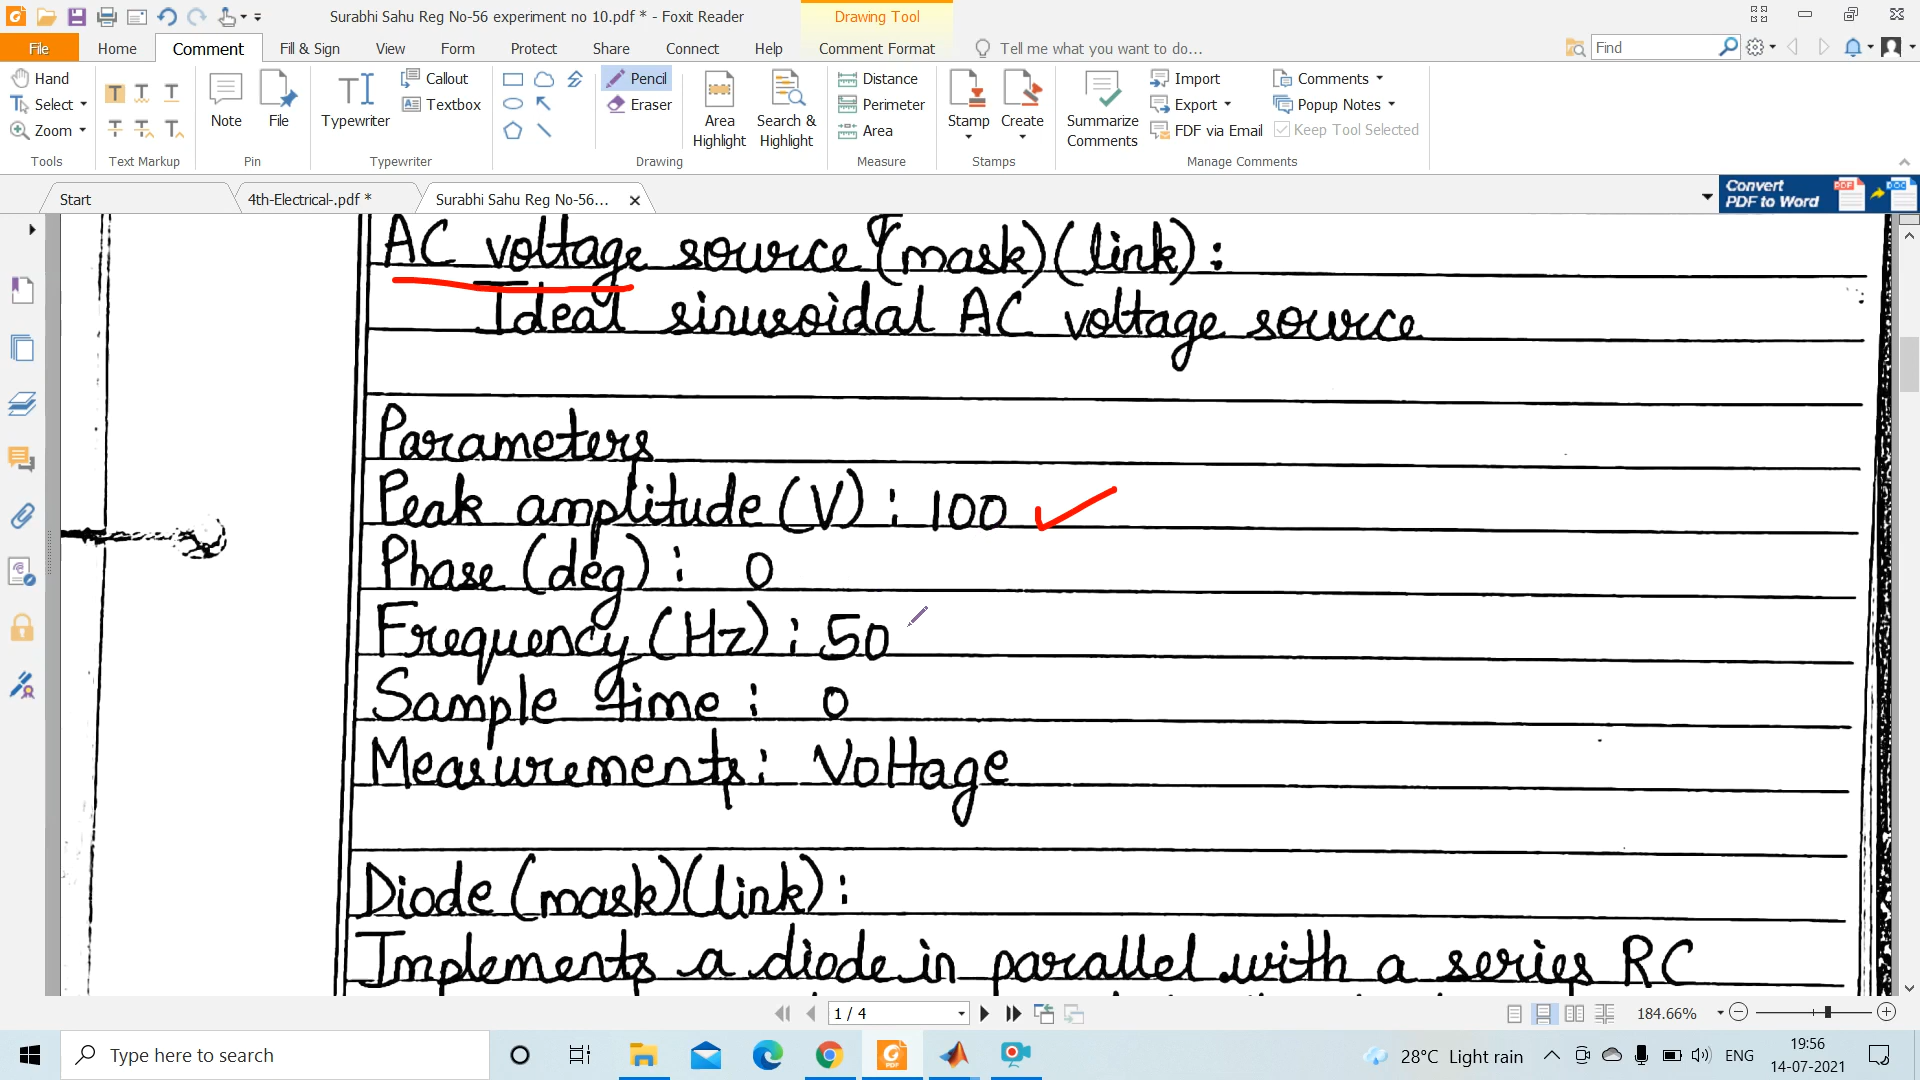 Surabhi Sahu Reg No-56 experiment no 10.pdf * - Foxit Reader
Drawing Tool
File Home Comment Fill & Sign View Form Protect Share Connect Help Comment Format Tell me what you want to do... Find
Hand
Select
Zoom
Tools
Text Markup
Note
File
Pin
Typewriter
Callout
Textbox
Typewriter
Pencil
Eraser
Area Highlight
Search & Highlight
Drawing
Distance
Perimeter
Area
Measure
Stamp
Create
Stamps
Summarize Comments
Import
Export
FDF via Email
Comments
Popup Notes
Keep Tool Selected
Manage Comments
Start
4th-Electrical-.pdf *
Surabhi Sahu Reg No-56...
Convert
PDF to Word
AC voltage source (mask)(link):
Ideal sinusoidal AC voltage source
Parameters
Peak amplitude (V) : 100
Phase (deg) : 0
Frequency (Hz) : 50
Sample time : 0
Measurements : Voltage
Diode (mask)(link):
Implements a diode in parallel with a series RC
1 / 4
184.66%
Type here to search
28°C Light rain
ENG
19:56
14-07-2021